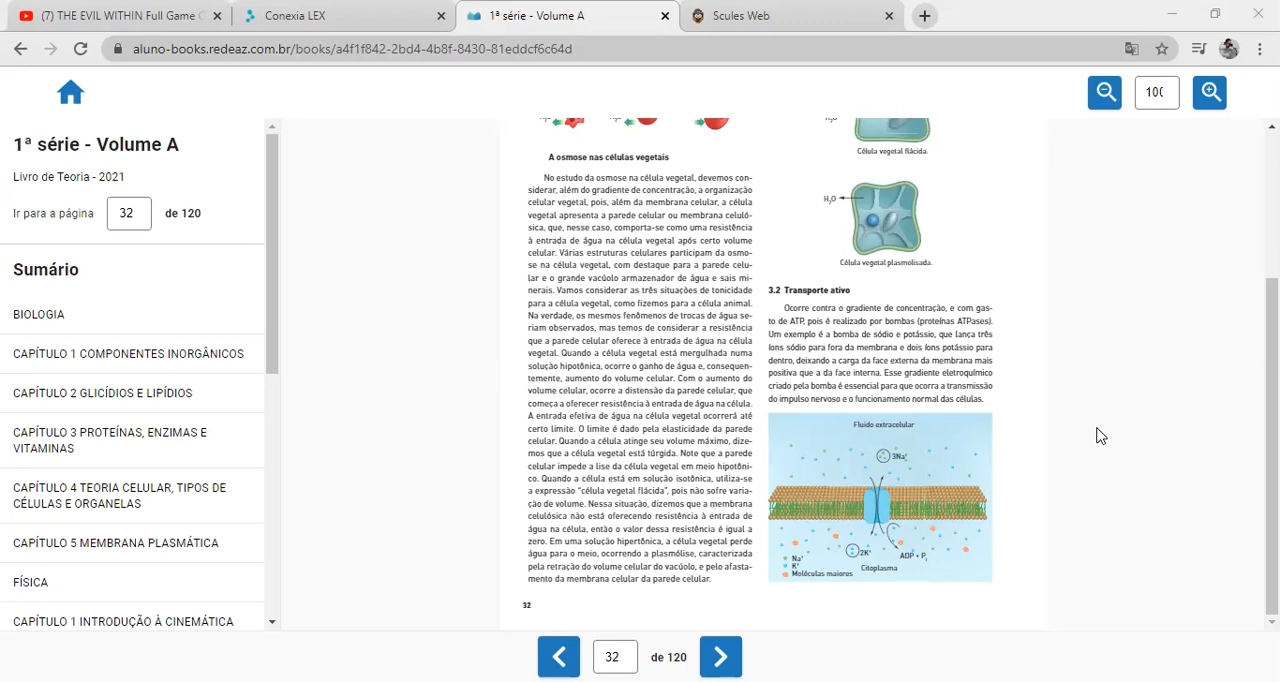 (7) THE EVIL WITHIN Full Game C
Conexia LEX
1ª série - Volume A
Scules Web
aluno-books.redeaz.com.br/books/a4f1f842-2bd4-4b8f-8430-81eddcf6c64d
100
1ª série - Volume A
Livro de Teoria - 2021
Ir para a página 32 de 120
Sumário
BIOLOGIA
CAPÍTULO 1 COMPONENTES INORGÂNICOS
CAPÍTULO 2 GLICÍDIOS E LIPÍDIOS
CAPÍTULO 3 PROTEÍNAS, ENZIMAS E
VITAMINAS
CAPÍTULO 4 TEORIA CELULAR, TIPOS DE
CÉLULAS E ORGANELAS
CAPÍTULO 5 MEMBRANA PLASMÁTICA
FÍSICA
CAPÍTULO 1 INTRODUÇÃO À CINEMÁTICA
A osmose nas células vegetais
No estudo da osmose na célula vegetal, devemos con-
siderar, além do gradiente de concentração, a organização
celular vegetal, pois, além da membrana celular, a célula
vegetal apresenta a parede celular ou membrana celuló-
sica, que, nesse caso, comporta-se como uma resistência
à entrada de água na célula vegetal após certo volume
celular. Várias estruturas celulares participam da osmo-
se na célula vegetal, com destaque para a parede celu-
lar e o grande vacúolo armazenador de água e sais mi-
nerais. Vamos considerar as três situações de tonicidade
para a célula vegetal, como fizemos para a célula animal.
Na verdade, os mesmos fenômenos de trocas de água se-
riam observados, mas temos de considerar a resistência
que a parede celular oferece à entrada de água na célula
vegetal. Quando a célula vegetal está mergulhada numa
solução hipotônica, ocorre o ganho de água e, consequen-
temente, aumento do volume celular. Com o aumento do
volume celular, ocorre a distensão da parede celular, que
começa a oferecer resistência à entrada de água na célula.
A entrada efetiva de água na célula vegetal ocorrerá até
certo limite. O limite é dado pela elasticidade da parede
celular. Quando a célula atinge seu volume máximo, dize-
mos que a célula vegetal está túrgida. Note que a parede
celular impede a lise da célula vegetal em meio hipotôni-
co. Quando a célula está em solução isotônica, utiliza-se
a expressão "célula vegetal flácida", pois não sofre varia-
ção de volume. Nessa situação, dizemos que a membrana
celulósica não está oferecendo resistência à entrada de
água na célula, então o valor dessa resistência é igual a
zero. Em uma solução hipertônica, a célula vegetal perde
água para o meio, ocorrendo a plasmólise, caracterizada
pela retração do volume celular do vacúolo, e pelo afasta-
mento da membrana celular da parede celular.
32
Célula vegetal flácida.
H₂O
Célula vegetal plasmolisada.
3.2 Transporte ativo
Ocorre contra o gradiente de concentração, e com gas-
to de ATP, pois é realizado por bombas (proteínas ATPases).
Um exemplo é a bomba de sódio e potássio, que lança três
íons sódio para fora da membrana e dois íons potássio para
dentro, deixando a carga da face externa da membrana mais
positiva que a da face interna. Esse gradiente eletroquímico
criado pela bomba é essencial para que ocorra a transmissão
do impulso nervoso e o funcionamento normal das células.
Fluido extracelular
3Na⁺
2K⁺
ADP + Pᵢ
Citoplasma
Na⁺
K⁺
Moléculas maiores
32 de 120